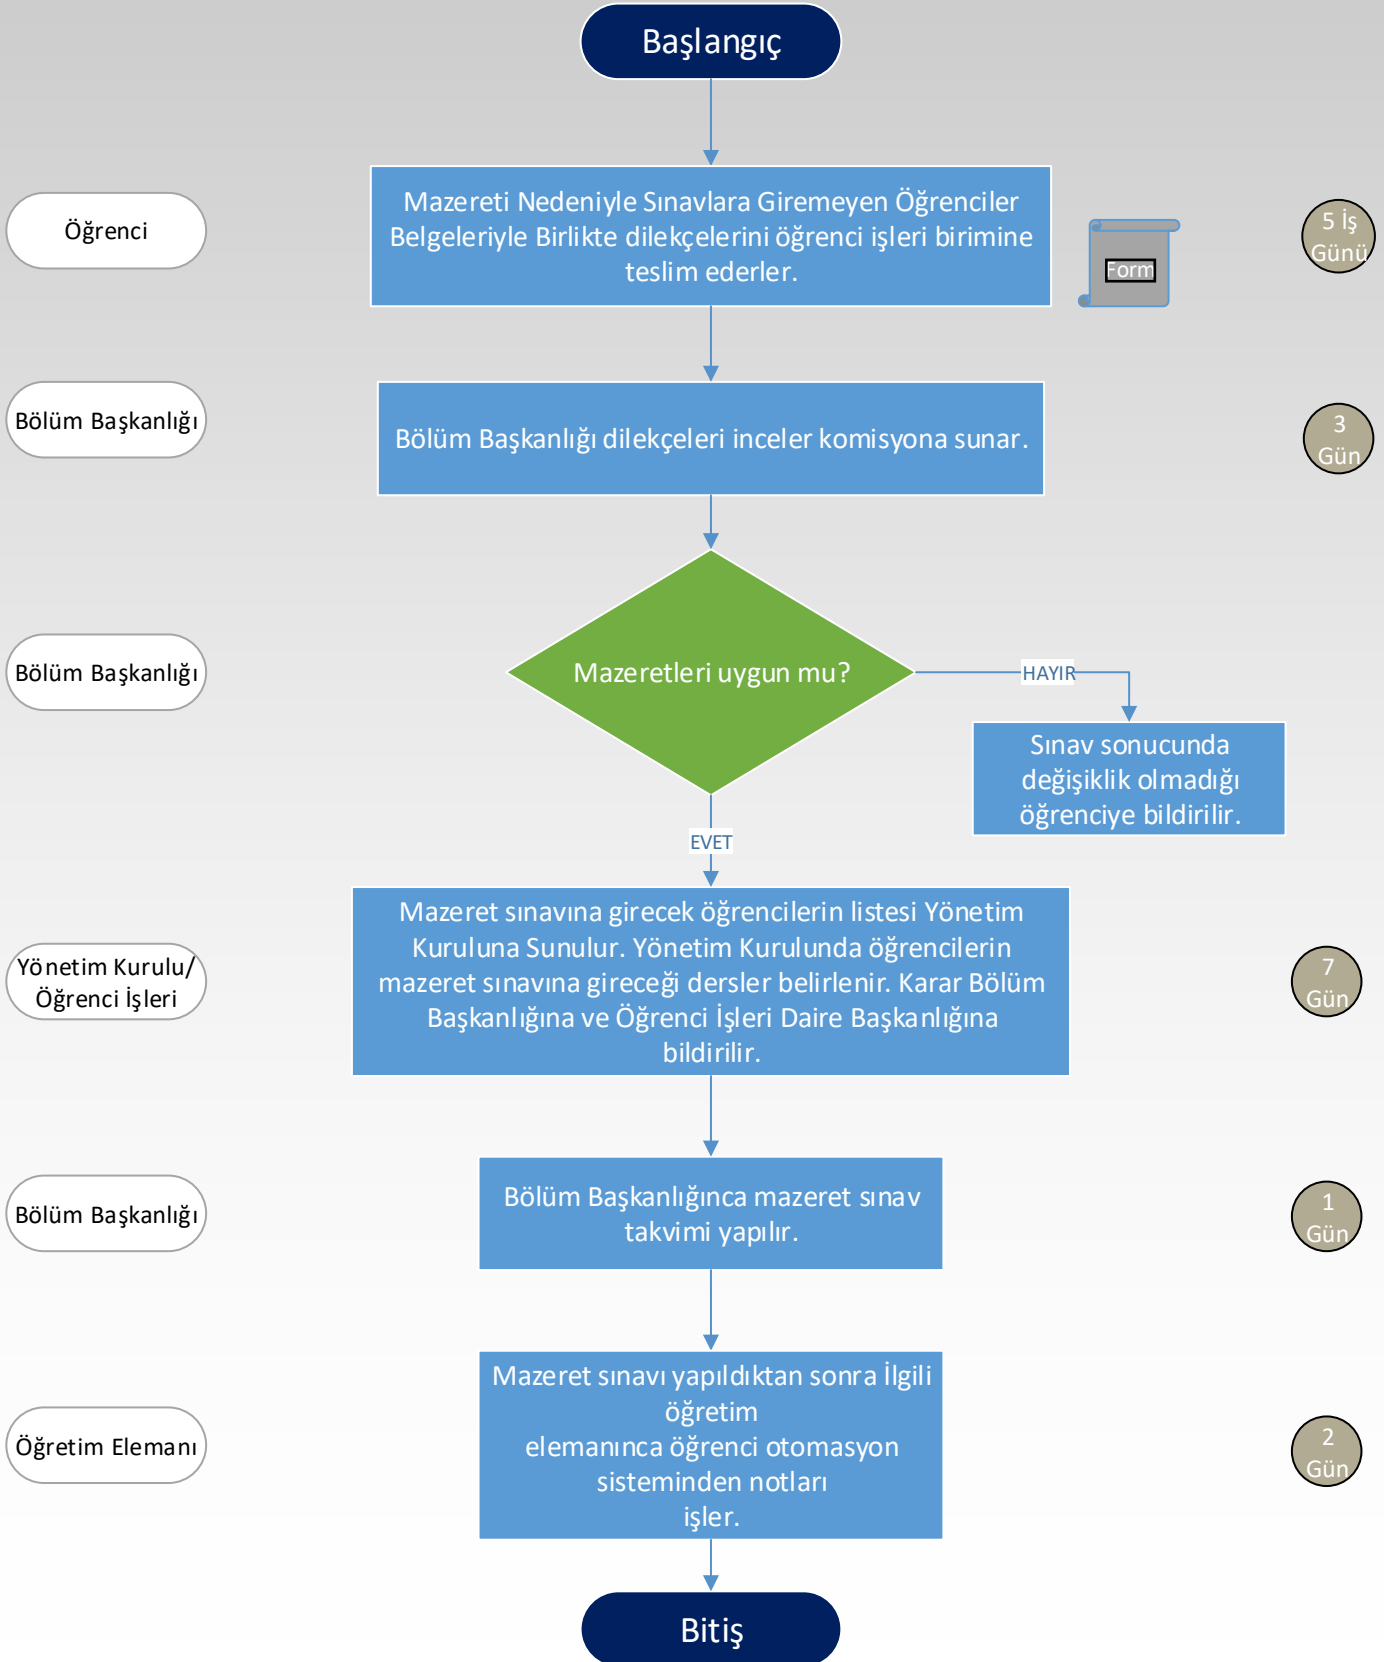 Başlangıç
Öğrenci
Mazereti Nedeniyle Sınavlara Giremeyen Öğrenciler
Belgeleriyle Birlikte dilekçelerini öğrenci işleri birimine
teslim ederler.
Form
5 İş
Günü
Bölüm Başkanlığı
Bölüm Başkanlığı dilekçeleri inceler komisyona sunar.
3
Gün
Bölüm Başkanlığı
Mazeretleri uygun mu?
HAYIR
Sınav sonucunda
değişiklik olmadığı
öğrenciye bildirilir.
EVET
Yönetim Kurulu/
Öğrenci İşleri
Mazeret sınavına girecek öğrencilerin listesi Yönetim
Kuruluna Sunulur. Yönetim Kurulunda öğrencilerin
mazeret sınavına gireceği dersler belirlenir. Karar Bölüm
Başkanlığına ve Öğrenci İşleri Daire Başkanlığına
bildirilir.
7
Gün
Bölüm Başkanlığı
Bölüm Başkanlığınca mazeret sınav
takvimi yapılır.
1
Gün
Öğretim Elemanı
Mazeret sınavı yapıldıktan sonra İlgili
öğretim
elemanınca öğrenci otomasyon
sisteminden notları
işler.
2
Gün
Bitiş